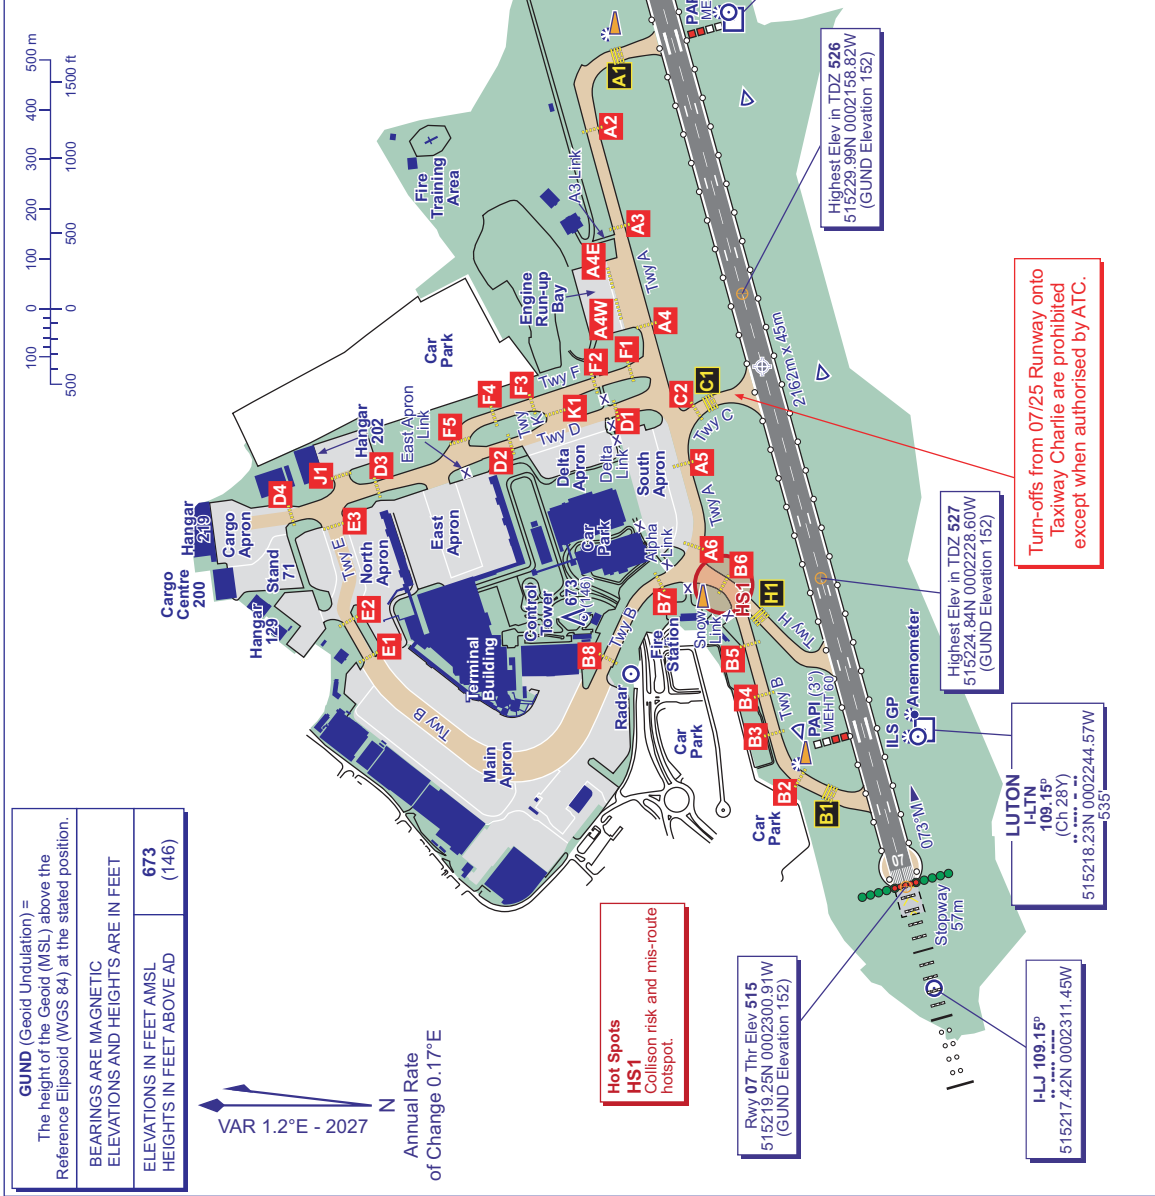 GUND (Geoid Undulation) =
The height of the Geoid (MSL) above the
Reference Elipsoid (WGS 84) at the stated position.
BEARINGS ARE MAGNETIC
ELEVATIONS AND HEIGHTS ARE IN FEET
ELEVATIONS IN FEET AMSL
HEIGHTS IN FEET ABOVE AD
673
(146)
VAR 1.2°E - 2027
N
Annual Rate
of Change 0.17°E
100
0
100
200
300
400
500 m
500
0
500
1000
1500 ft
Hot Spots
HS1
Collison risk and mis-route
hotspot.
Rwy 07 Thr Elev 515
515219.25N 0002300.91W
(GUND Elevation 152)
I-LJ 109.15ᴰ
515217.42N 0002311.45W
LUTON
I-LTN
109.15ᴰ
(Ch 28Y)
515218.23N 0002244.57W
535'
Highest Elev in TDZ 527
515224.84N 0002228.60W
(GUND Elevation 152)
Turn-offs from 07/25 Runway onto
Taxiway Charlie are prohibited
except when authorised by ATC.
Highest Elev in TDZ 526
515229.99N 0002158.82W
(GUND Elevation 152)
Cargo
Centre
200
Hangar
219
Cargo
Apron
Hangar
129
Stand
71
D4
J1
D3
E3
E2
E1
Twy E
North
Apron
Hangar
202
East Apron
Link
East
Apron
Car
Park
F5
F4
F3
F2
F1
Twy F
Twy
K
K1
Twy D
D2
D1
Delta
Apron
Delta
Link
South
Apron
Car
Park
Alpha
Link
Control
Tower
673
(146)
Terminal
Building
Twy B
Main
Apron
B8
Twy B
Radar
B7
Fire
Station
Snow
Link
HS1
B6
A6
H1
Twy H
B5
B4
B3
B2
B1
Twy B
Car
Park
Car
Park
PAPI (3°)
MEHT 60
ILS GP
Anemometer
073°M
07
Stopway
57m
2162m x 45m
Twy A
A5
Twy C
C2
C1
A4
A4W
A4E
A3
A2
A1
A3 Link
Twy A
Engine
Run-up
Bay
Fire
Training
Area